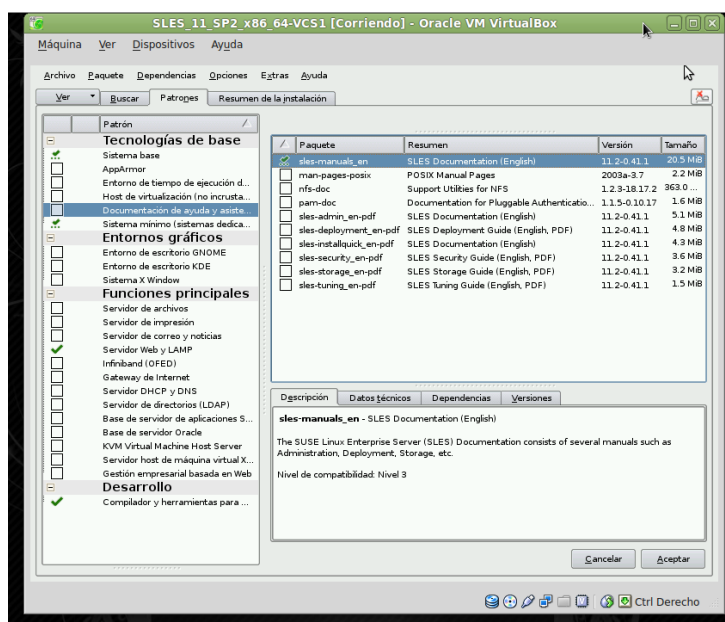 SLES_11_SP2_x86_64-VCS1 [Corriendo] - Oracle VM VirtualBox
Máquina Ver Dispositivos Ayuda
Archivo Paquete Dependencias Opciones Extras Ayuda
Ver Buscar Patrones Resumen de la instalación
Patrón
Tecnologías de base
Sistema base
AppArmor
Entorno de tiempo de ejecución d...
Host de virtualización (no incrusta...
Documentación de ayuda y asiste...
Sistema mínimo (sistemas dedica...
Entornos gráficos
Entorno de escritorio GNOME
Entorno de escritorio KDE
Sistema X Window
Funciones principales
Servidor de archivos
Servidor de impresión
Servidor de correo y noticias
Servidor Web y LAMP
Infiniband (OFED)
Gateway de Internet
Servidor DHCP y DNS
Servidor de directorios (LDAP)
Base de servidor de aplicaciones S...
Base de servidor Oracle
KVM Virtual Machine Host Server
Servidor host de máquina virtual X...
Gestión empresarial basada en Web
Desarrollo
Compilador y herramientas para ...
Paquete Resumen Versión Tamaño
sles-manuals_en SLES Documentation (English) 11.2-0.41.1 20.5 MiB
man-pages-posix POSIX Manual Pages 2003a-3.7 2.2 MiB
nfs-doc Support Utilities for NFS 1.2.3-18.17.2 363.0 ...
pam-doc Documentation for Pluggable Authenticatio... 1.1.5-0.10.17 1.6 MiB
sles-admin_en-pdf SLES Documentation (English) 11.2-0.41.1 5.1 MiB
sles-deployment_en-pdf SLES Deployment Guide (English, PDF) 11.2-0.41.1 4.8 MiB
sles-installquick_en-pdf SLES Documentation (English) 11.2-0.41.1 4.3 MiB
sles-security_en-pdf SLES Security Guide (English, PDF) 11.2-0.41.1 3.6 MiB
sles-storage_en-pdf SLES Storage Guide (English, PDF) 11.2-0.41.1 3.2 MiB
sles-tuning_en-pdf SLES Tuning Guide (English, PDF) 11.2-0.41.1 1.5 MiB
Descripción Datos técnicos Dependencias Versiones
sles-manuals_en - SLES Documentation (English)
The SUSE Linux Enterprise Server (SLES) Documentation consists of several manuals such as
Administration, Deployment, Storage, etc.
Nivel de compatibilidad: Nivel 3
Cancelar Aceptar
Ctrl Derecho